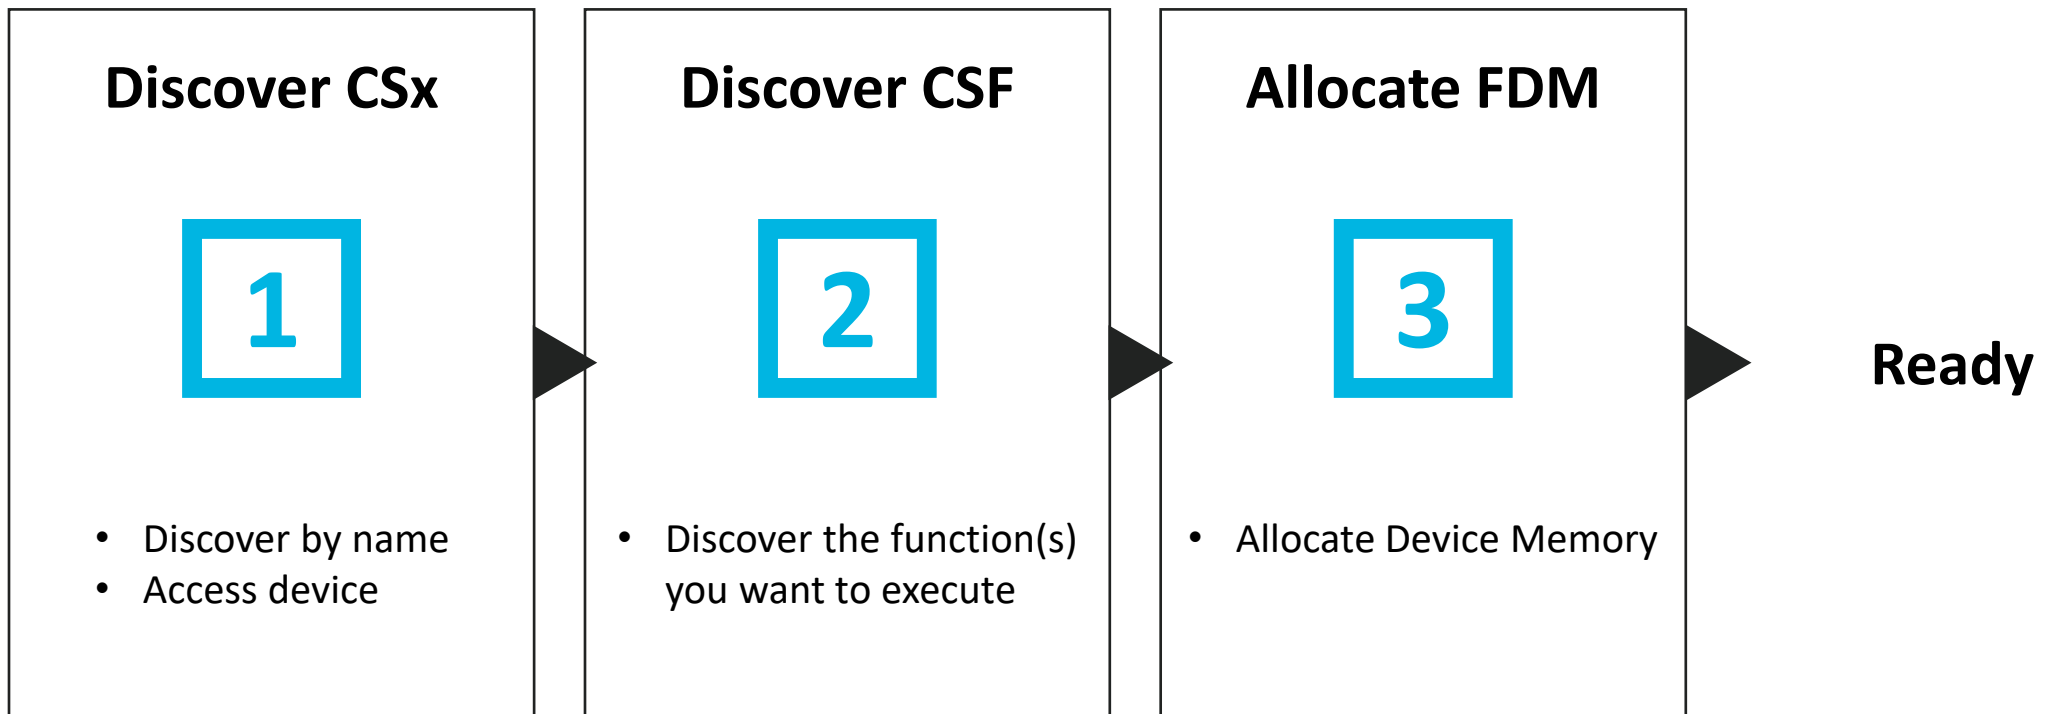 Discover CSx
1
• Discover by name
• Access device
Discover CSF
2
• Discover the function(s)
you want to execute
Allocate FDM
3
• Allocate Device Memory
Ready